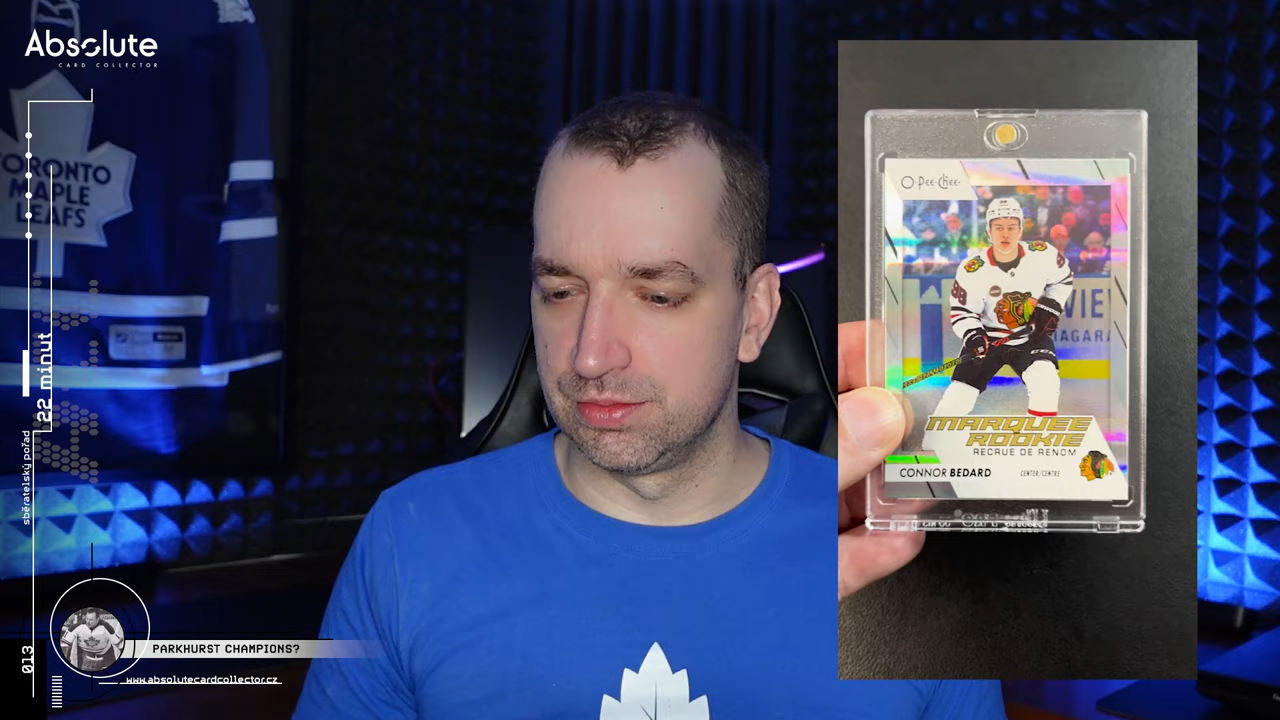 Absolute
CARD COLLECTOR
TORONTO
MAPLE
LEAFS
22 minut
sběratelský pořad
013
PARKHURST CHAMPIONS?
www.absolutecardcollector.cz
O-Pee-Chee
MARQUEE
ROOKIE
RECRUE DE RENOM
CONNOR BEDARD
CENTER/CENTRE